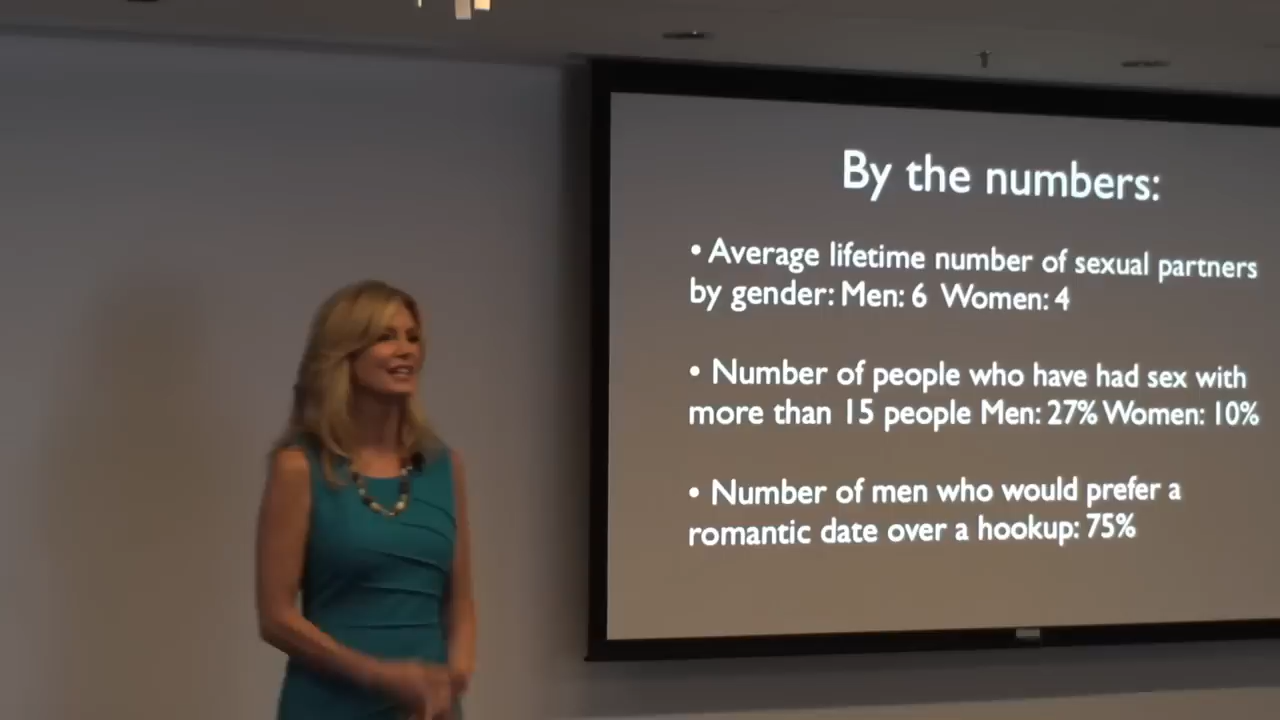 By the numbers:
• Average lifetime number of sexual partners
by gender: Men: 6 Women: 4
• Number of people who have had sex with
more than 15 people Men: 27% Women: 10%
• Number of men who would prefer a
romantic date over a hookup: 75%